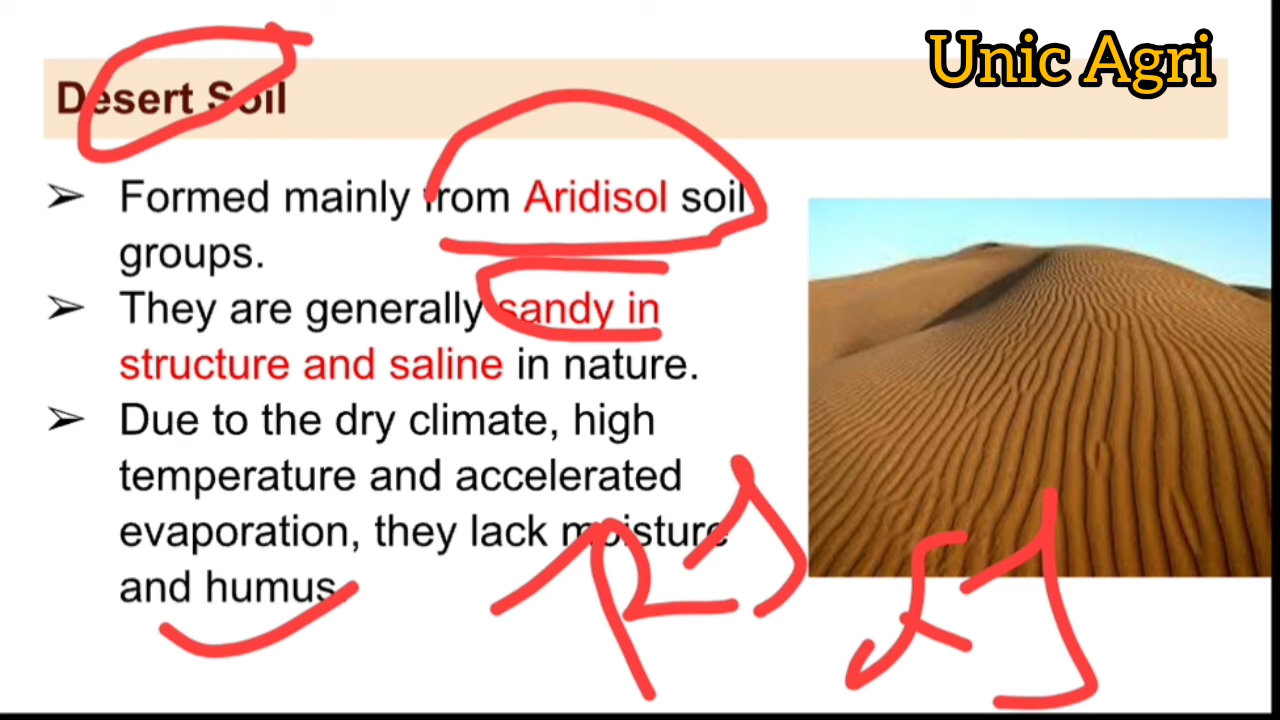 Unic Agri
Desert Soil
➢ Formed mainly from Aridisol soil
groups.
➢ They are generally sandy in
structure and saline in nature.
➢ Due to the dry climate, high
temperature and accelerated
evaporation, they lack moisture
and humus.